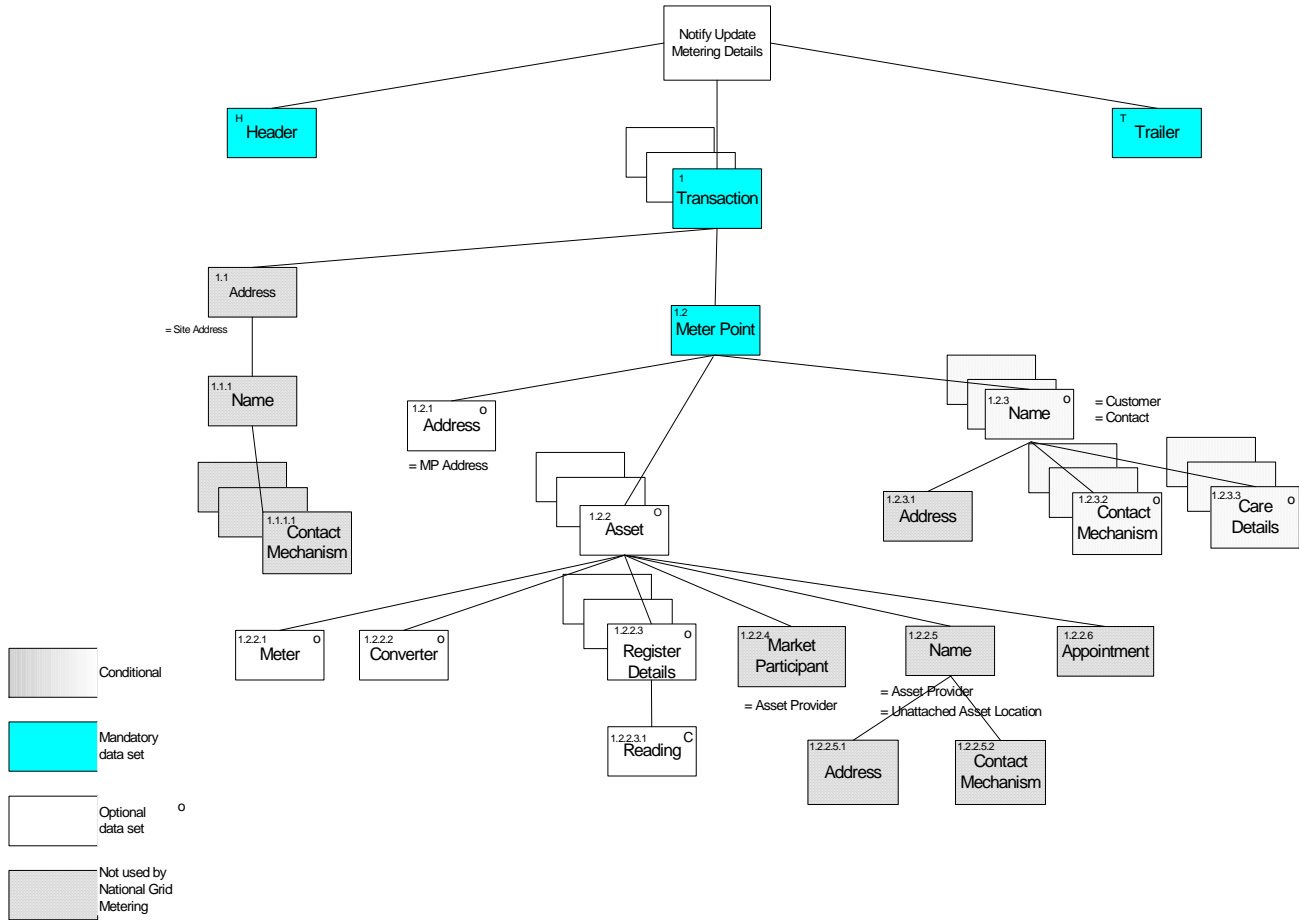 Notify Update
Metering Details
H
Header
T
Trailer
1
Transaction
1.1
Address
= Site Address
1.2
Meter Point
1.1.1
Name
1.2.1
o
Address
= MP Address
1.2.3
o
Name
= Customer
= Contact
1.1.1.1
Contact
Mechanism
1.2.2
o
Asset
1.2.3.1
Address
1.2.3.2
o
Contact
Mechanism
1.2.3.3
o
Care
Details
1.2.2.1
o
Meter
1.2.2.2
o
Converter
1.2.2.3
o
Register
Details
1.2.2.4
Market
Participant
= Asset Provider
1.2.2.5
Name
= Asset Provider
= Unattached Asset Location
1.2.2.6
Appointment
1.2.2.3.1
C
Reading
1.2.2.5.1
Address
1.2.2.5.2
Contact
Mechanism
Conditional
Mandatory
data set
Optional
data set
o
Not used by
National Grid
Metering